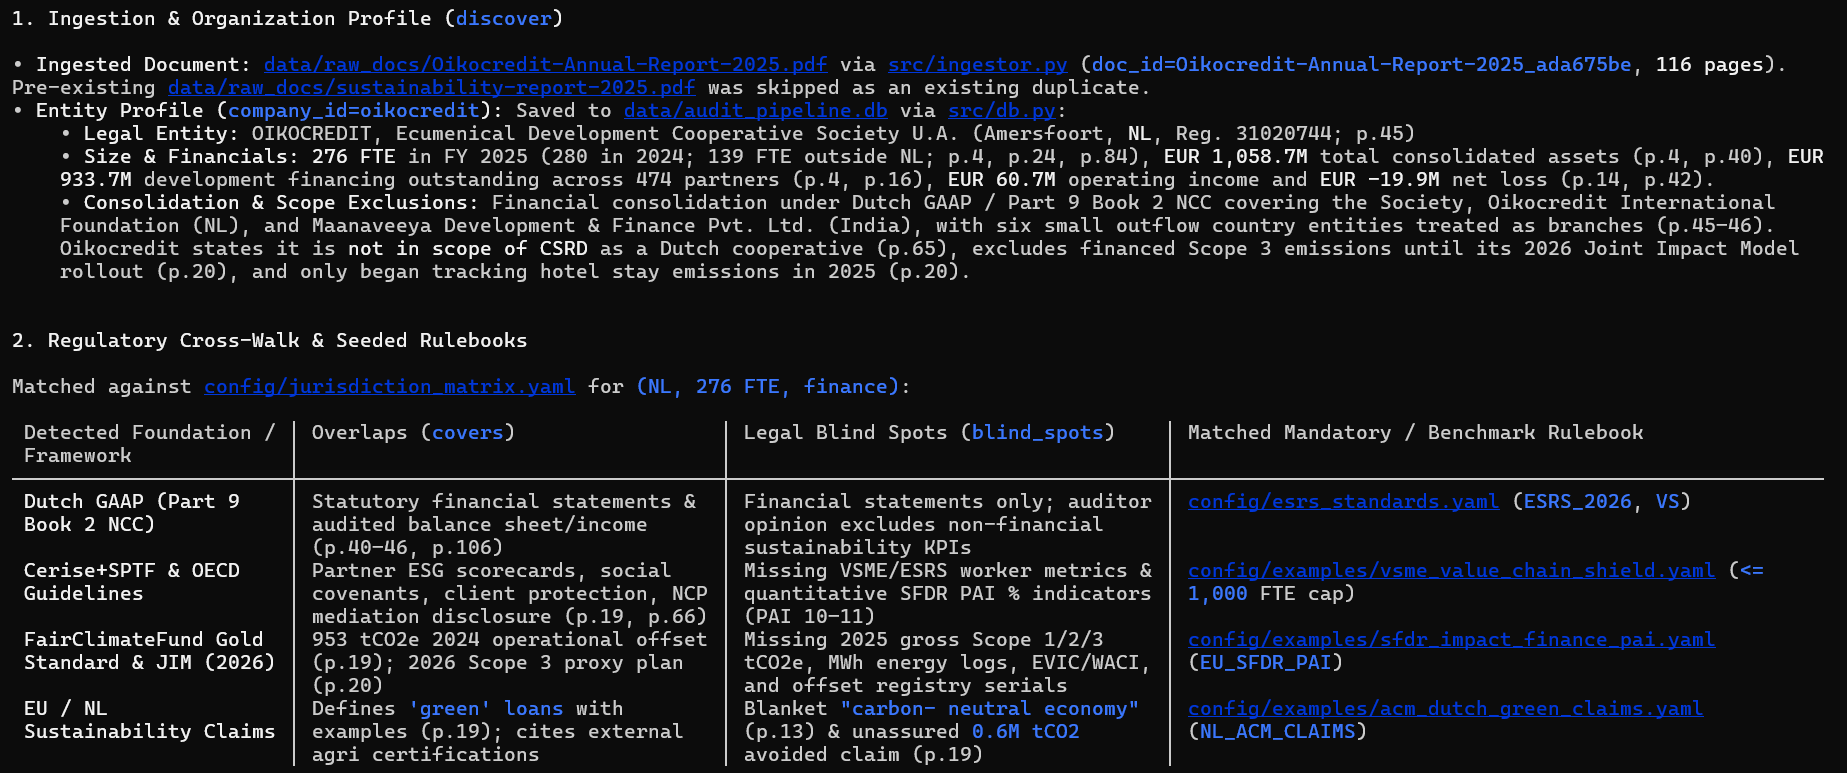 1. Ingestion & Organization Profile (discover)
• Ingested Document: data/raw_docs/Oikocredit-Annual-Report-2025.pdf via src/ingestor.py (doc_id=Oikocredit-Annual-Report-2025_ada675be, 116 pages).
Pre-existing data/raw_docs/sustainability-report-2025.pdf was skipped as an existing duplicate.
• Entity Profile (company_id=oikocredit): Saved to data/audit_pipeline.db via src/db.py:
• Legal Entity: OIKOCREDIT, Ecumenical Development Cooperative Society U.A. (Amersfoort, NL, Reg. 31020744; p.45)
• Size & Financials: 276 FTE in FY 2025 (280 in 2024; 139 FTE outside NL; p.4, p.24, p.84), EUR 1,058.7M total consolidated assets (p.4, p.40), EUR
933.7M development financing outstanding across 474 partners (p.4, p.16), EUR 60.7M operating income and EUR -19.9M net loss (p.14, p.42).
• Consolidation & Scope Exclusions: Financial consolidation under Dutch GAAP / Part 9 Book 2 NCC covering the Society, Oikocredit International
Foundation (NL), and Maanaveeya Development & Finance Pvt. Ltd. (India), with six small outflow country entities treated as branches (p.45-46).
Oikocredit states it is not in scope of CSRD as a Dutch cooperative (p.65), excludes financed Scope 3 emissions until its 2026 Joint Impact Model
rollout (p.20), and only began tracking hotel stay emissions in 2025 (p.20).
2. Regulatory Cross-Walk & Seeded Rulebooks
Matched against config/jurisdiction_matrix.yaml for (NL, 276 FTE, finance):
Detected Foundation /
Framework
Overlaps (covers)
Legal Blind Spots (blind_spots)
Matched Mandatory / Benchmark Rulebook
Dutch GAAP (Part 9
Book 2 NCC)
Statutory financial statements &
audited balance sheet/income
(p.40-46, p.106)
Financial statements only; auditor
opinion excludes non-financial
sustainability KPIs
config/esrs_standards.yaml (ESRS_2026, VS)
Cerise+SPTF & OECD
Guidelines
Partner ESG scorecards, social
covenants, client protection, NCP
mediation disclosure (p.19, p.66)
Missing VSME/ESRS worker metrics &
quantitative SFDR PAI % indicators
(PAI 10-11)
config/examples/vsme_value_chain_shield.yaml (<=
1,000 FTE cap)
FairClimateFund Gold
Standard & JIM (2026)
953 tCO2e 2024 operational offset
(p.19); 2026 Scope 3 proxy plan
(p.20)
Missing 2025 gross Scope 1/2/3
tCO2e, MWh energy logs, EVIC/WACI,
and offset registry serials
config/examples/sfdr_impact_finance_pai.yaml
(EU_SFDR_PAI)
EU / NL
Sustainability Claims
Defines 'green' loans with
examples (p.19); cites external
agri certifications
Blanket "carbon- neutral economy"
(p.13) & unassured 0.6M tCO2
avoided claim (p.19)
config/examples/acm_dutch_green_claims.yaml
(NL_ACM_CLAIMS)